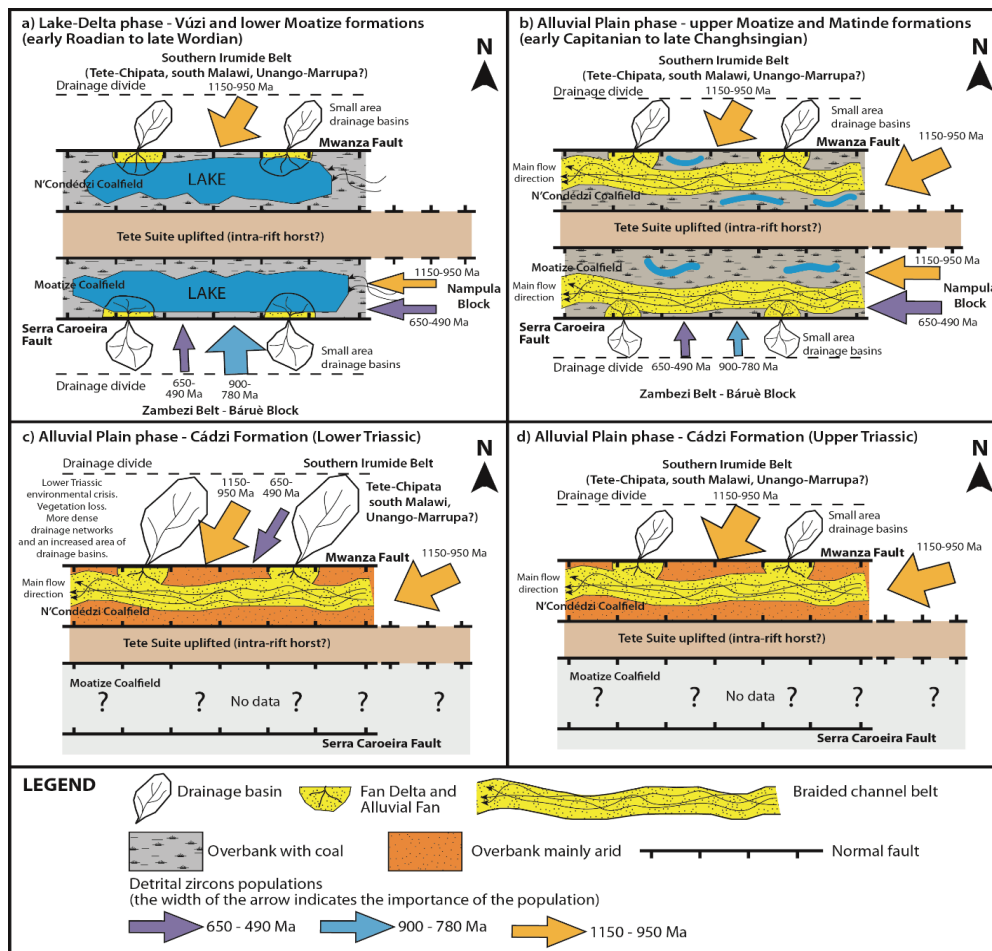 a) Lake-Delta phase - Vúzi and lower Moatize formations
(early Roadian to late Wordian)
N
Southern Irumide Belt
(Tete-Chipata, south Malawi, Unango-Marrupa?)
Drainage divide
1150-950 Ma
Small area
drainage basins
Mwanza Fault
LAKE
N'Condédzi Coalfield
Tete Suite uplifted (intra-rift horst?)
1150-950 Ma
Moatize Coalfield
LAKE
Nampula
Block
650-490 Ma
Serra Caroeira
Fault
Small area
drainage basins
Drainage divide
650-
490 Ma
900-
780 Ma
Zambezi Belt - Báruè Block
b) Alluvial Plain phase - upper Moatize and Matinde formations
(early Capitanian to late Changhsingian)
N
Southern Irumide Belt
(Tete-Chipata, south Malawi, Unango-Marrupa?)
Drainage divide
1150-950 Ma
Small area
drainage basins
Mwanza Fault
1150-950 Ma
Main flow
direction
N'Condédzi Coalfield
Tete Suite uplifted (intra-rift horst?)
1150-950 Ma
Moatize Coalfield
Main flow
direction
Nampula
Block
650-490 Ma
Serra Caroeira
Fault
Small area
drainage basins
Drainage divide
650-490 Ma
900-780 Ma
Zambezi Belt - Báruè Block
c) Alluvial Plain phase - Cádzi Formation (Lower Triassic)
N
Drainage divide
Southern Irumide Belt
Lower Triassic
environmental crisis.
Vegetation loss.
More dense
drainage networks
and an increased area of
drainage basins.
1150-
950 Ma
650-
490 Ma
Tete-Chipata
south Malawi,
Unango-Marrupa?)
Mwanza Fault
1150-950 Ma
Main flow
direction
N'Condédzi Coalfield
Tete Suite uplifted (intra-rift horst?)
Moatize Coalfield
? ? No data ? ? ?
Serra Caroeira Fault
d) Alluvial Plain phase - Cádzi Formation (Upper Triassic)
N
Southern Irumide Belt
(Tete-Chipata, south Malawi, Unango-Marrupa?)
Drainage divide
1150-950 Ma
Small area
drainage basins
Mwanza Fault
1150-950 Ma
Main flow
direction
N'Condédzi Coalfield
Tete Suite uplifted (intra-rift horst?)
Moatize Coalfield
? ? No data ? ? ?
Serra Caroeira Fault
LEGEND
Drainage basin
Fan Delta and
Alluvial Fan
Braided channel belt
Overbank with coal
Overbank mainly arid
Normal fault
Detrital zircons populations
(the width of the arrow indicates the importance of the population)
650 - 490 Ma
900 - 780 Ma
1150 - 950 Ma